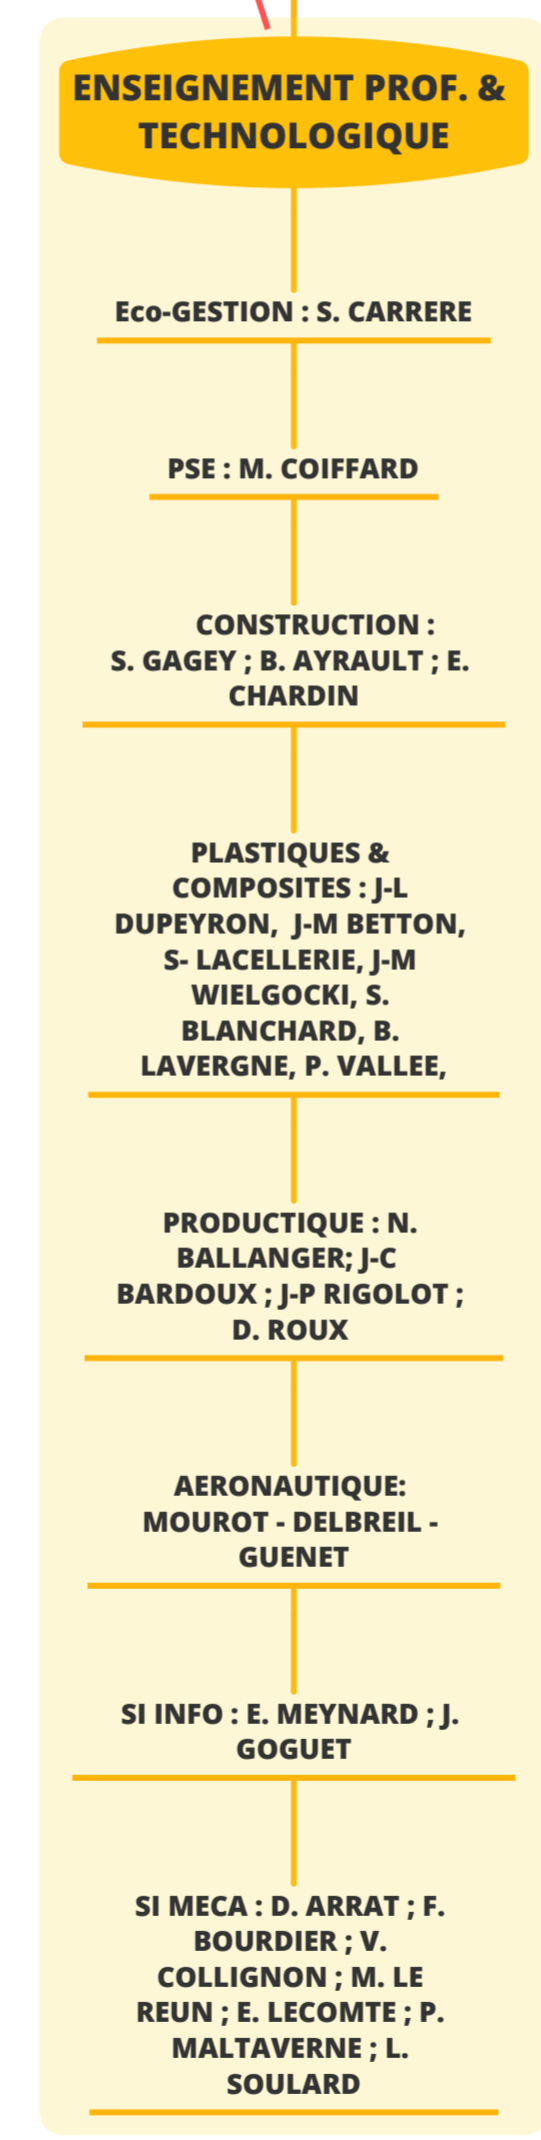 ENSEIGNEMENT PROF. &
TECHNOLOGIQUE
Eco-GESTION : S. CARRERE
PSE : M. COIFFARD
CONSTRUCTION :
S. GAGEY ; B. AYRAULT ; E.
CHARDIN
PLASTIQUES &
COMPOSITES : J-L
DUPEYRON, J-M BETTON,
S- LACELLERIE, J-M
WIELGOCKI, S.
BLANCHARD, B.
LAVERGNE, P. VALLEE,
PRODUCTIQUE : N.
BALLANGER; J-C
BARDOUX ; J-P RIGOLOT ;
D. ROUX
AERONAUTIQUE:
MOUROT - DELBREIL -
GUENET
SI INFO : E. MEYNARD ; J.
GOGUET
SI MECA : D. ARRAT ; F.
BOURDIER ; V.
COLLIGNON ; M. LE
REUN ; E. LECOMTE ; P.
MALTAVERNE ; L.
SOULARD